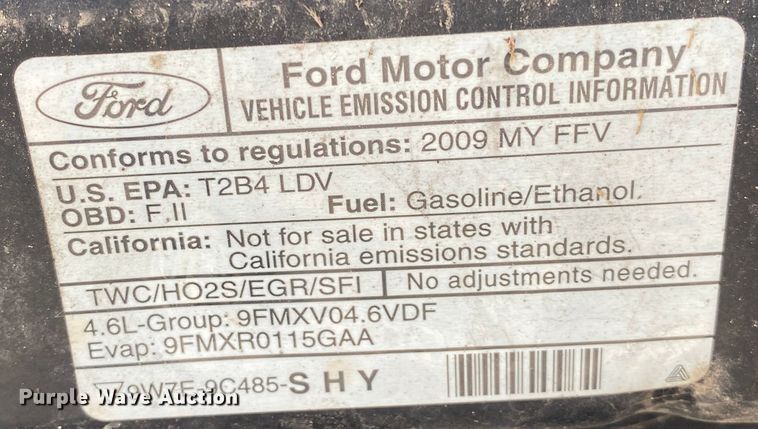 Ford
Ford Motor Company
VEHICLE EMISSION CONTROL INFORMATION
Conforms to regulations: 2009 MY FFV
U.S. EPA: T2B4 LDV
OBD: F.II
Fuel: Gasoline/Ethanol.
California: Not for sale in states with
California emissions standards.
TWC/HO2S/EGR/SFI
No adjustments needed.
4.6L-Group: 9FMXV04.6VDF
Evap: 9FMXR0115GAA
9W7E-9C485-S H Y
Purple Wave Auction